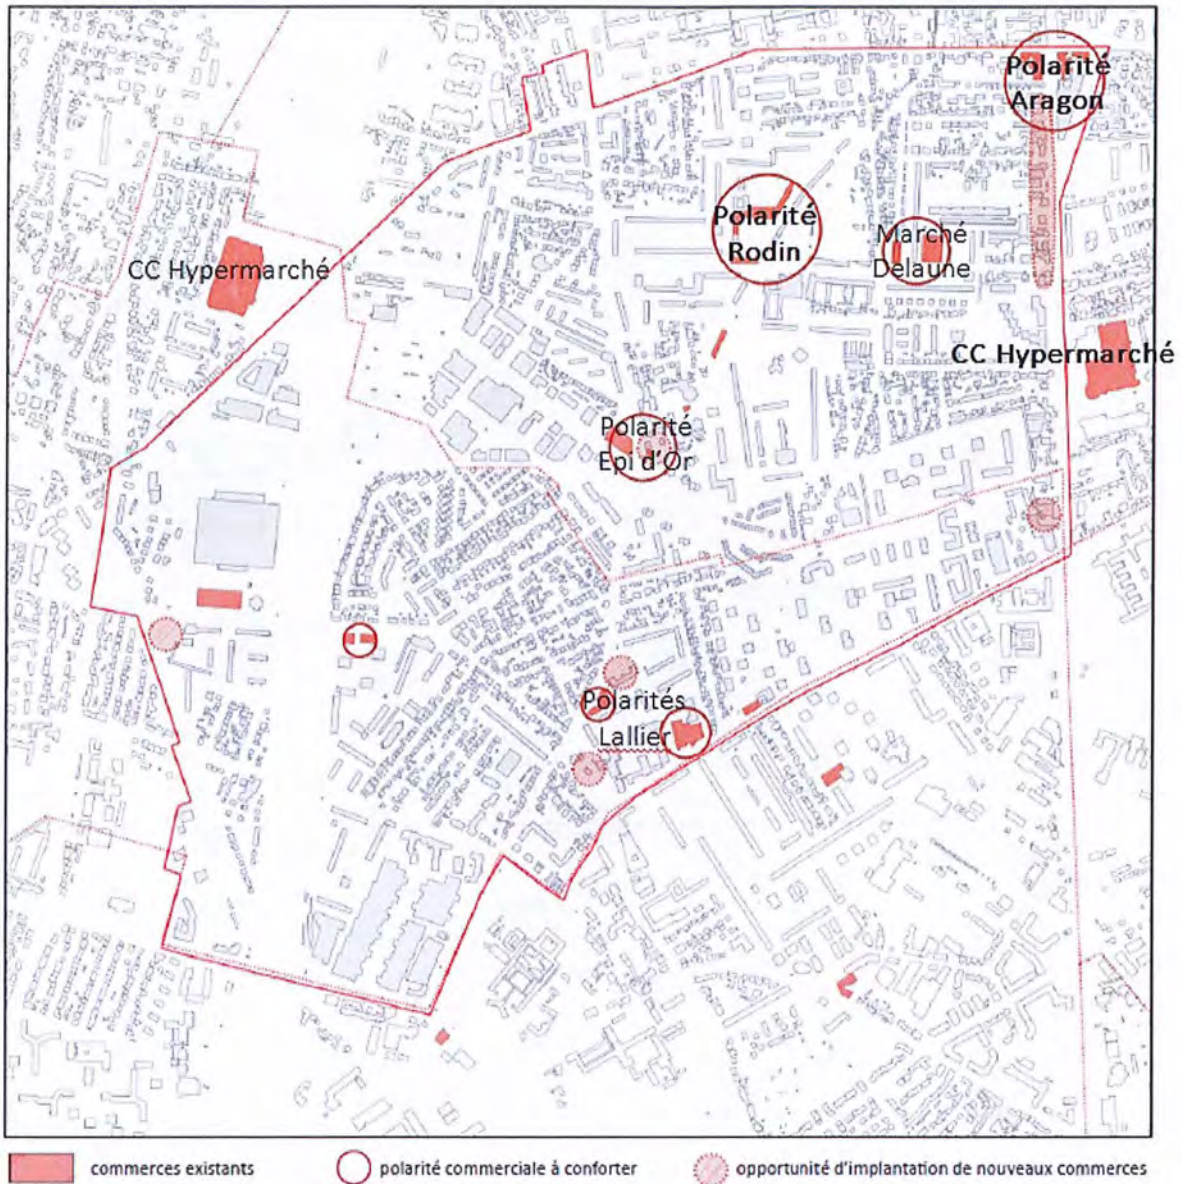 Polarité
Aragon
Polarité
Rodin
Marché
Delaune
CC Hypermarché
CC Hypermarché
Polarité
Epi d'Or
Polarités
Lallier
commerces existants
polarité commerciale à conforter
opportunité d'implantation de nouveaux commerces